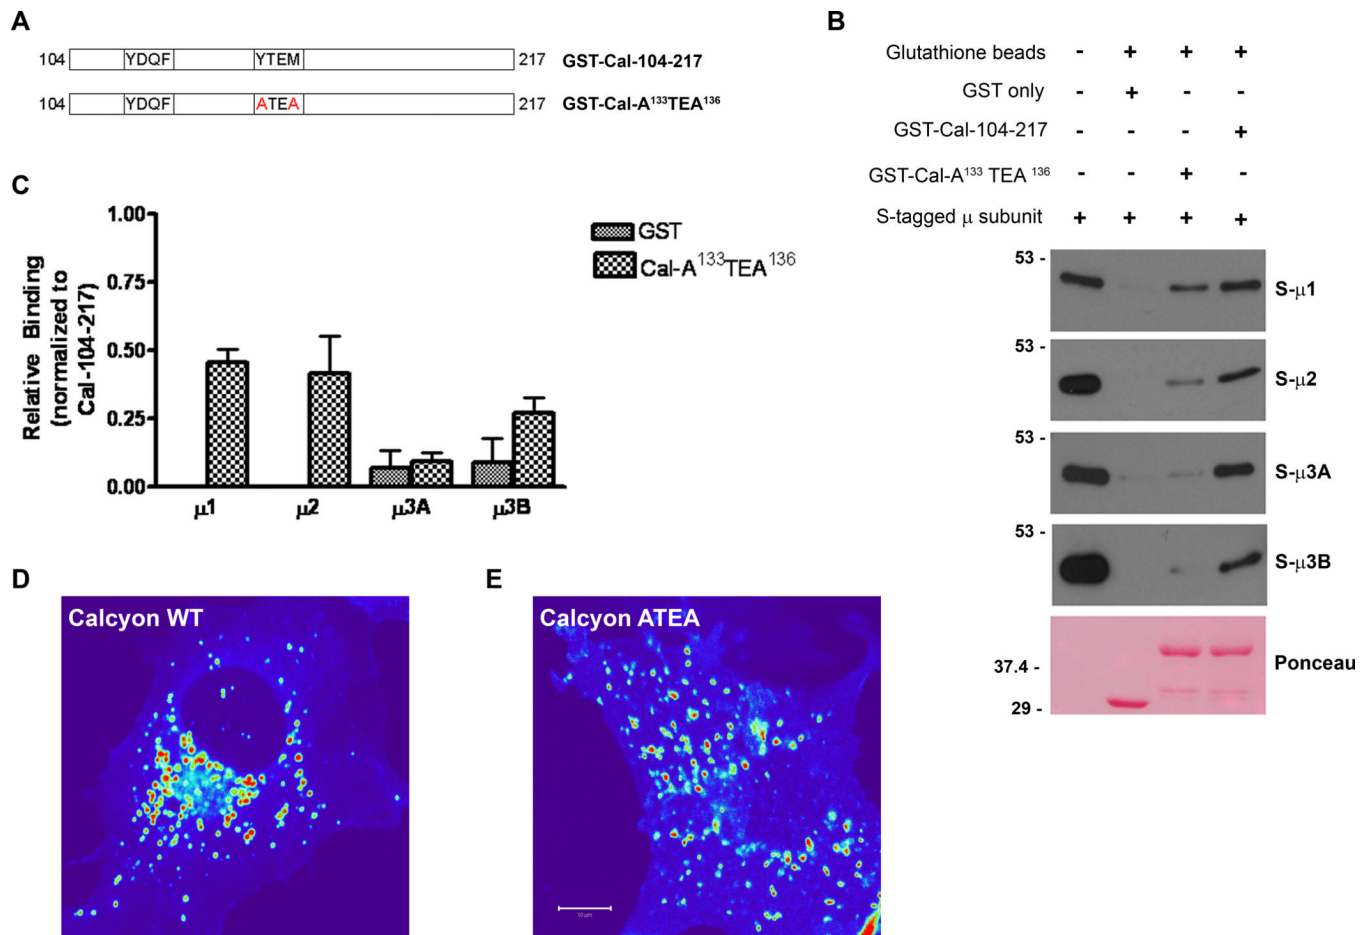 A
104 YDQF YTEM 217 GST-Cal-104-217
104 YDQF ATEA 217 GST-Cal-A¹³³TEA¹³⁶
B
Glutathione beads - + + +
GST only - + - -
GST-Cal-104-217 - - - +
GST-Cal-A¹³³ TEA ¹³⁶ - - + -
S-tagged μ subunit + + + +
53 -
S-μ1
53 -
S-μ2
53 -
S-μ3A
53 -
S-μ3B
37.4 -
29 -
Ponceau
C
Relative Binding
(normalized to
Cal-104-217)
1.00
0.75
0.50
0.25
0.00
μ1 μ2 μ3A μ3B
GST
Cal-A¹³³TEA¹³⁶
D
Calcyon WT
E
Calcyon ATEA
10 μm